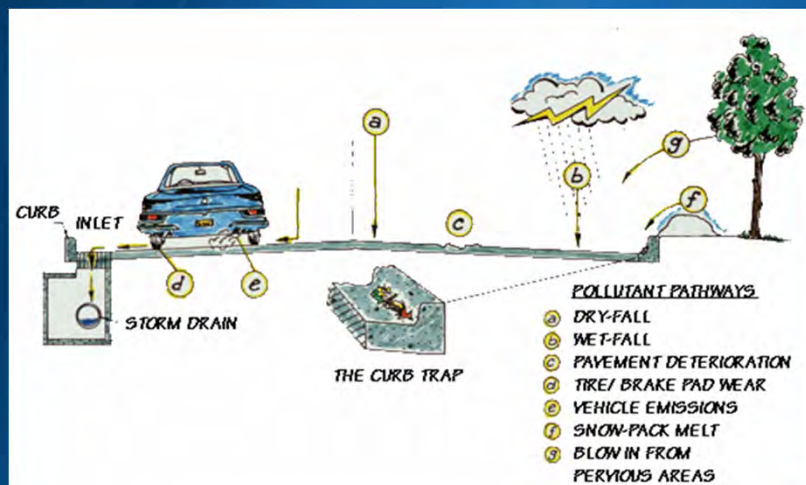 a
b
g
f
c
CURB
INLET
d
e
STORM DRAIN
THE CURB TRAP
POLLUTANT PATHWAYS
a DRY-FALL
b WET-FALL
c PAVEMENT DETERIORATION
d TIRE/ BRAKE PAD WEAR
e VEHICLE EMISSIONS
f SNOW-PACK MELT
g BLOW IN FROM
PERVIOUS AREAS